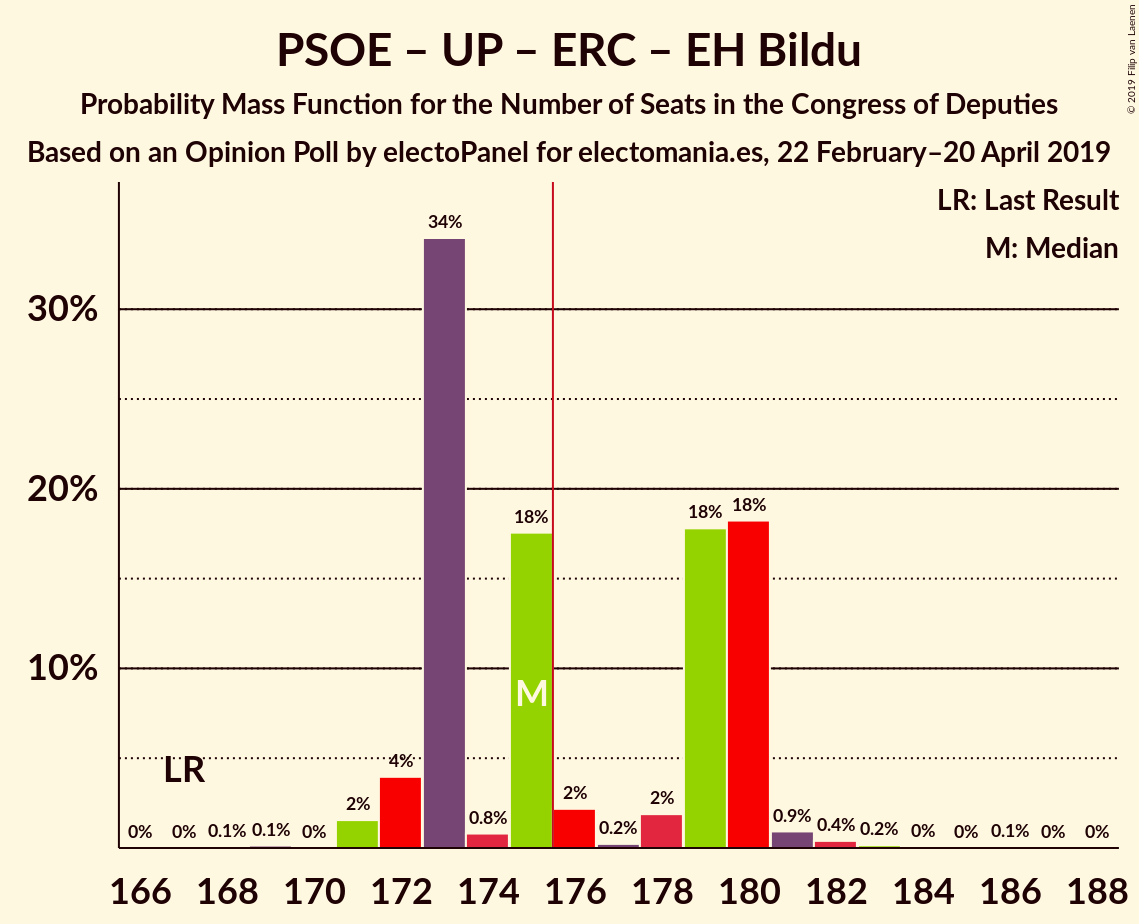 © 2019 Filip van Laenen
PSOE – UP – ERC – EH Bildu
Probability Mass Function for the Number of Seats in the Congress of Deputies
Based on an Opinion Poll by electoPanel for electomania.es, 22 February–20 April 2019
LR: Last Result
M: Median
30%
20%
10%
0% 0% 0.1% 0.1% 0% 2% 4% 34% 0.8% 18% 2% 0.2% 2% 18% 18% 0.9% 0.4% 0.2% 0% 0% 0.1% 0% 0%
LR
M
166 168 170 172 174 176 178 180 182 184 186 188